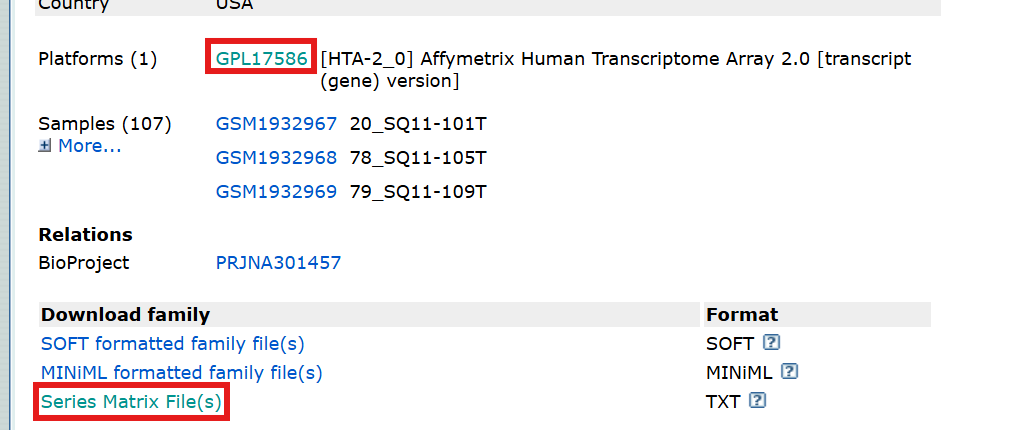 Country USA
Platforms (1) GPL17586 [HTA-2_0] Affymetrix Human Transcriptome Array 2.0 [transcript
(gene) version]
Samples (107) GSM1932967 20_SQ11-101T
More... GSM1932968 78_SQ11-105T
GSM1932969 79_SQ11-109T
Relations
BioProject PRJNA301457
Download family Format
SOFT formatted family file(s) SOFT ?
MINiML formatted family file(s) MINiML ?
Series Matrix File(s) TXT ?